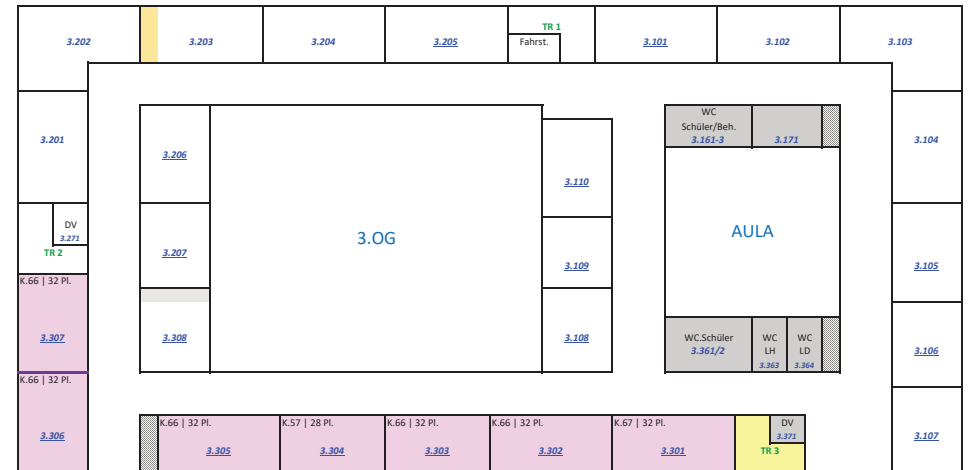 TR 1
3.202
3.203
3.204
3.205
Fahrst.
3.101
3.102
3.103
WC
Schüler/Beh.
3.161-3
3.171
3.201
3.206
3.104
3.110
DV
3.271
TR 2
3.207
3.OG
AULA
3.109
3.105
K.66 | 32 Pl.
3.307
3.308
3.108
WC.Schüler
3.361/2
WC
LH
3.363
WC
LD
3.364
3.106
K.66 | 32 Pl.
3.306
K.66 | 32 Pl.
3.305
K.57 | 28 Pl.
3.304
K.66 | 32 Pl.
3.303
K.66 | 32 Pl.
3.302
K.67 | 32 Pl.
3.301
DV
3.371
TR 3
3.107